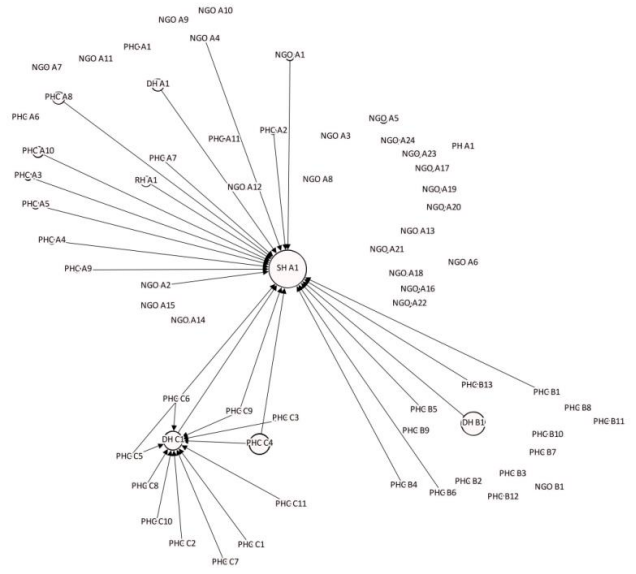 NGO A10
NGO A9
NGO A4
PHC A1
NGO A1
NGO A11
NGO A7
DH A1
PHC A8
PHC A6
NGO A5
PHC A2
NGO A3
PHC A11
NGO A24
PH A1
PHC A10
NGO A23
PHC A7
NGO A17
PHC A3
RH A1
NGO A8
NGO A12
NGO A19
PHC A5
NGO A20
NGO A13
PHC A4
NGO A21
PHC A9
SH A1
NGO A6
NGO A18
NGO A2
NGO A16
NGO A15
NGO A22
NGO A14
PHC B13
PHC B1
PHC C6
PHC C9
PHC B5
PHC B8
PHC C3
DH B1
PHC B11
PHC B9
PHC B10
DH C1
PHC C4
PHC C5
PHC B7
PHC B3
PHC C8
PHC B4
PHC B2
NGO B1
PHC B6
PHC B12
PHC C11
PHC C10
PHC C2
PHC C1
PHC C7